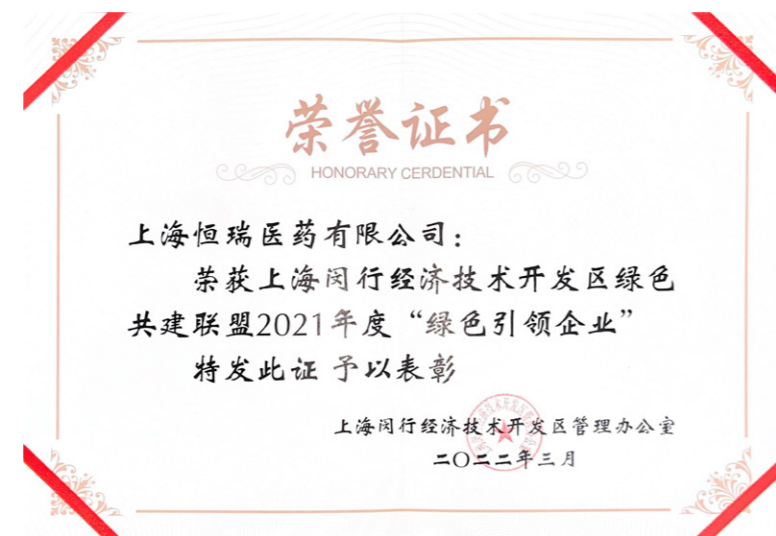 荣誉证书
HONORARY CERDENTIAL
上海恒瑞医药有限公司：
荣获上海闵行经济技术开发区绿色
共建联盟2021年度“绿色引领企业”
特发此证 予以表彰
上海闵行经济技术开发区管理办公室
二〇二二年三月